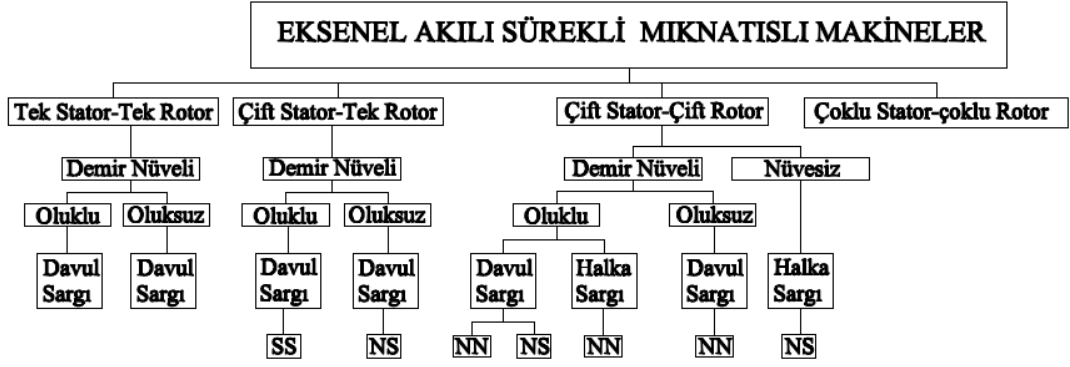 EKSENEL AKILI SÜREKLİ MIKNATISLI MAKİNELER
Tek Stator-Tek Rotor
Çift Stator-Tek Rotor
Çift Stator-Çift Rotor
Çoklu Stator-çoklu Rotor
Demir Nüveli
Demir Nüveli
Demir Nüveli
Nüvesiz
Oluklu
Oluksuz
Oluklu
Oluksuz
Oluklu
Oluksuz
Davul
Sargı
Davul
Sargı
Davul
Sargı
Davul
Sargı
Davul
Sargı
Halka
Sargı
Davul
Sargı
Halka
Sargı
SS
NS
NN
NS
NN
NN
NS